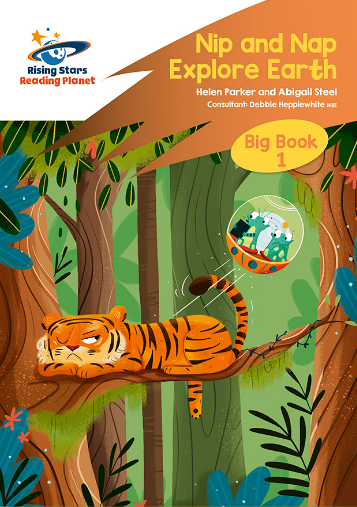 Rising Stars
Reading Planet
Nip and Nap
Explore Earth
Helen Parker and Abigail Steel
Consultant: Debbie Hepplewhite MBE
Big Book
1